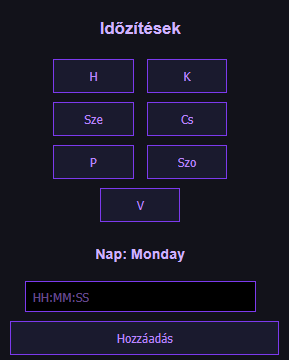 Időzítések
H K
Sze Cs
P Szo
V
Nap: Monday
HH:MM:SS
Hozzáadás